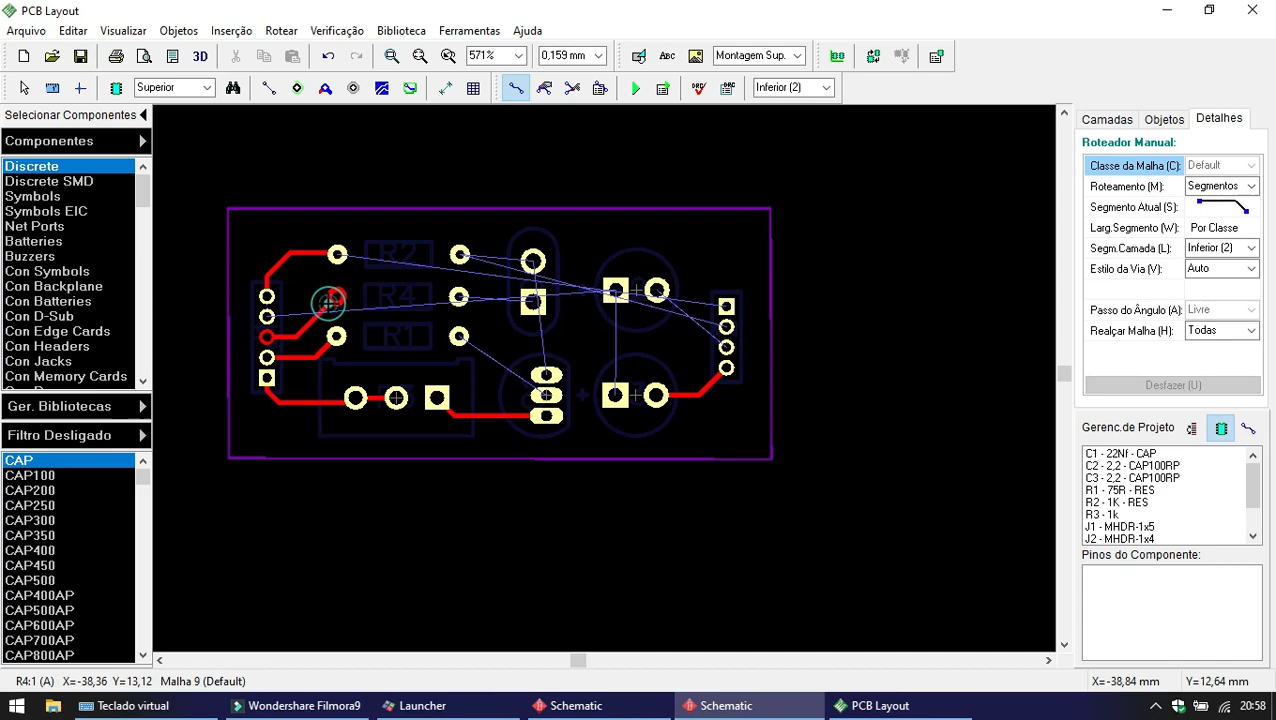 PCB Layout
Arquivo Editar Visualizar Objetos Inserção Rotear Verificação Biblioteca Ferramentas Ajuda
3D 571% 0,159 mm Abc Montagem Sup.
Superior DRC Inferior (2)
Selecionar Componentes
Componentes
Discrete
Discrete SMD
Symbols
Symbols EIC
Net Ports
Batteries
Buzzers
Con Symbols
Con Backplane
Con Batteries
Con D-Sub
Con Edge Cards
Con Headers
Con Jacks
Con Memory Cards
Ger. Bibliotecas
Filtro Desligado
CAP
CAP100
CAP200
CAP250
CAP300
CAP350
CAP400
CAP450
CAP500
CAP400AP
CAP500AP
CAP600AP
CAP700AP
CAP800AP
R2
R4
R1
Camadas Objetos Detalhes
Roteador Manual:
Classe da Malha (C): Default
Roteamento (M): Segmentos
Segmento Atual (S):
Larg.Segmento (W): Por Classe
Segm.Camada (L): Inferior (2)
Estilo da Via (V): Auto
Passo do Ângulo (A): Livre
Realçar Malha (H): Todas
Desfazer (U)
Gerenc.de Projeto
C1 - 22Nf - CAP
C2 - 2,2 - CAP100RP
C3 - 2,2 - CAP100RP
R1 - 75R - RES
R2 - 1K - RES
R3 - 1k
J1 - MHDR-1x5
J2 - MHDR-1x4
Pinos do Componente:
R4:1 (A) X=-38,36 Y=13,12 Malha 9 (Default) X=-38,84 mm Y=12,64 mm
Teclado virtual Wondershare Filmora9 Launcher Schematic Schematic PCB Layout 20:58